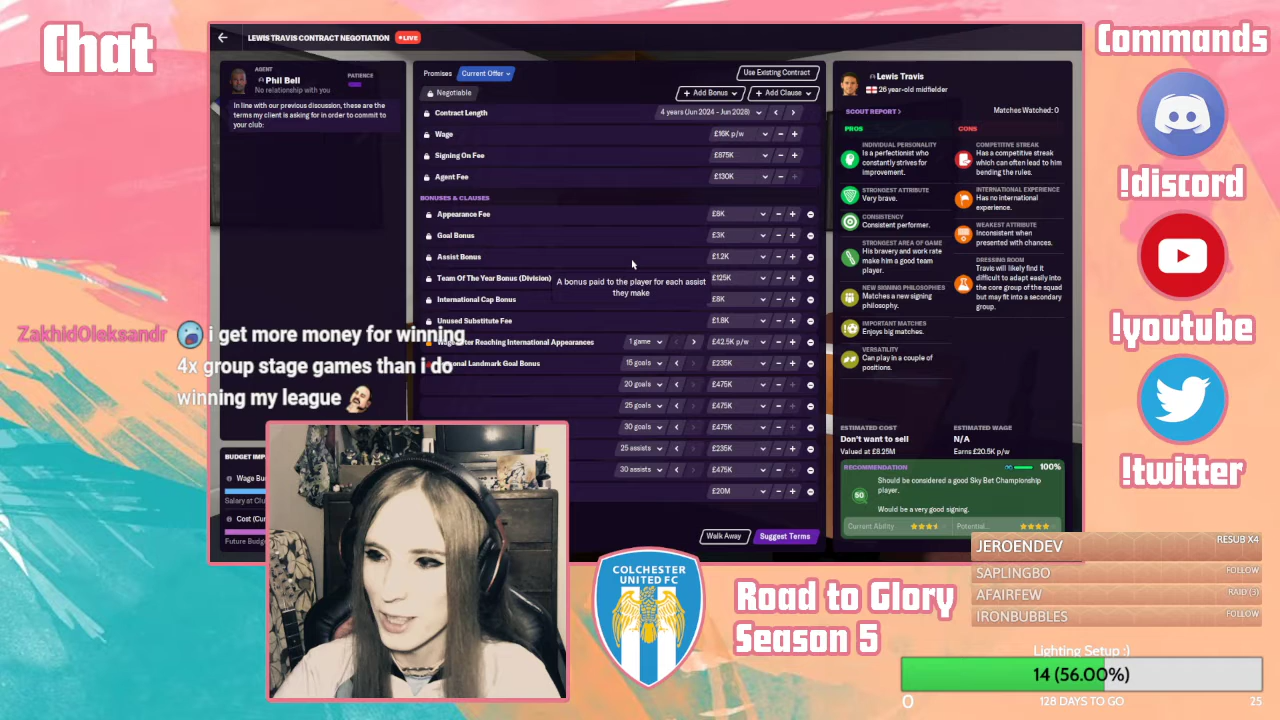 Chat
LEWIS TRAVIS CONTRACT NEGOTIATION
LIVE
AGENT
Phil Bell
No relationship with you
PATIENCE
In line with our previous discussion, these are the
terms my client is asking for in order to commit to
your club:
Promises
Current Offer
Use Existing Contract
Negotiable
+ Add Bonus
+ Add Clause
Contract Length
4 years (Jun 2024 - Jun 2028)
Wage
£16K p/w
Signing On Fee
£875K
Agent Fee
£130K
BONUSES & CLAUSES
Appearance Fee
£8K
Goal Bonus
£3K
Assist Bonus
£1.2K
Team Of The Year Bonus (Division)
£125K
A bonus paid to the player for each assist
they make
International Cap Bonus
£8K
Unused Substitute Fee
£1.8K
Reaching International Appearances
1 game
£42.5K p/w
Landmark Goal Bonus
15 goals
£235K
20 goals
£475K
25 goals
£475K
30 goals
£475K
25 assists
£235K
30 assists
£475K
£20M
Walk Away
Suggest Terms
Lewis Travis
26 year-old midfielder
SCOUT REPORT >
Matches Watched: 0
PROS
INDIVIDUAL PERSONALITY
Is a perfectionist who
constantly strives for
improvement.
STRONGEST ATTRIBUTE
Very brave.
CONSISTENCY
Consistent performer.
STRONGEST AREA OF GAME
His bravery and work rate
make him a good team
player.
NEW SIGNING PHILOSOPHIES
Matches a new signing
philosophy.
IMPORTANT MATCHES
Enjoys big matches.
VERSATILITY
Can play in a couple of
positions.
CONS
COMPETITIVE STREAK
Has a competitive streak
which can often lead to him
bending the rules.
INTERNATIONAL EXPERIENCE
Has no international
experience.
WEAKEST ATTRIBUTE
Inconsistent when
presented with chances.
DRESSING ROOM
Travis will likely find it
difficult to adapt easily into
the core group of the squad
but may fit into a secondary
group.
ESTIMATED COST
Don't want to sell
Valued at £8.25M
ESTIMATED WAGE
N/A
Earns £20.5K p/w
RECOMMENDATION
100%
50
Should be considered a good Sky Bet Championship
player.
Would be a very good signing.
Current Ability
Potential...
ZakhidOleksandr
i get more money for winning
4x group stage games than i do
winning my league
Wage Bu
Salary at Clu
Cost (Cur
Future Budge
COLCHESTER
UNITED FC
Road to Glory
Season 5
Commands
!discord
!youtube
!twitter
JEROENDEV
RESUB X4
SAPLINGBO
FOLLOW
AFAIRFEW
RAID (3)
IRONBUBBLES
FOLLOW
Lighting Setup :)
14 (56.00%)
0
128 DAYS TO GO
25